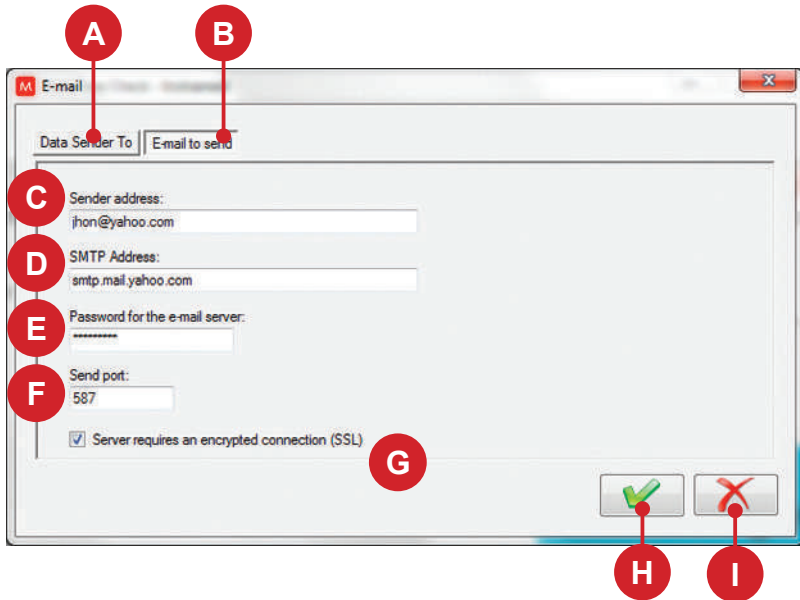 A B
M E-mail
Data Sender To E-mail to send
C Sender address:
jhon@yahoo.com
D SMTP Address:
smtp.mail.yahoo.com
E Password for the e-mail server:
*********
F Send port:
587
Server requires an encrypted connection (SSL)
G
H I